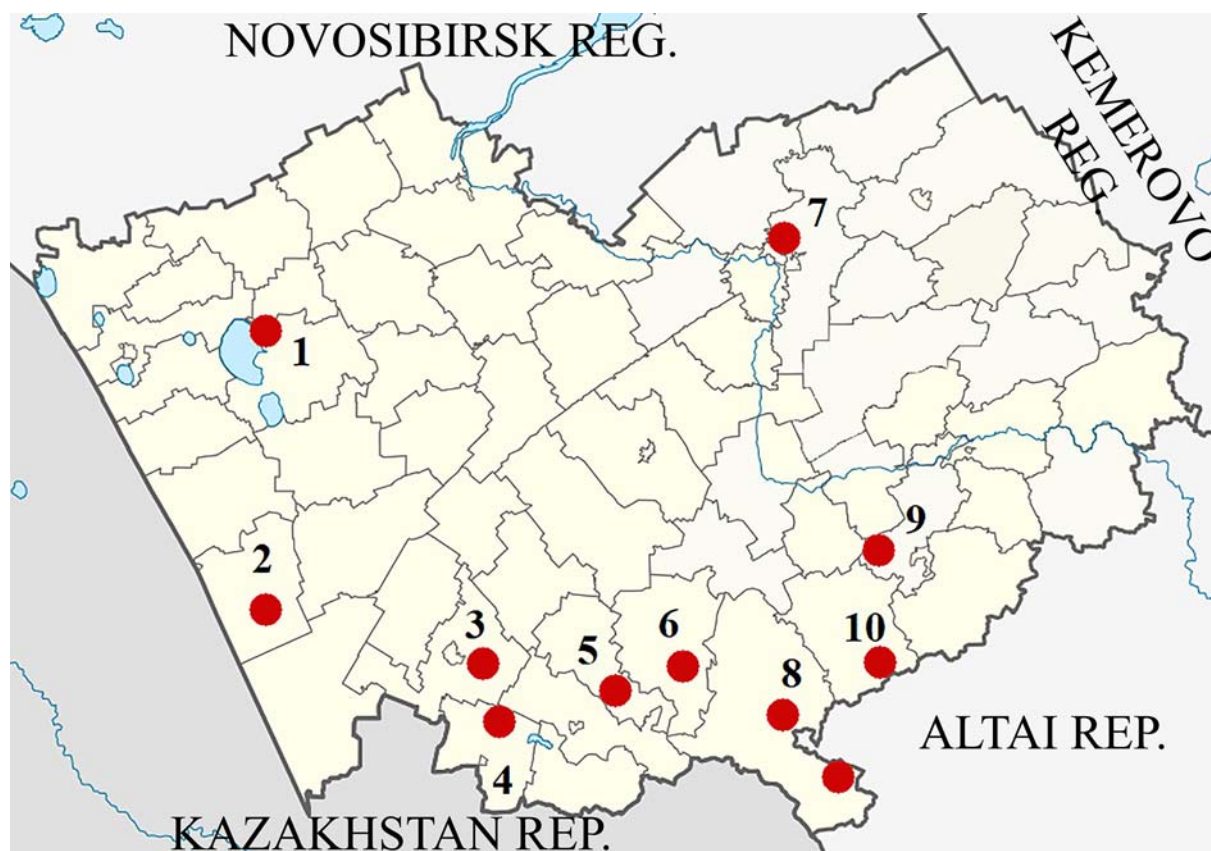 NOVOSIBIRSK REG.
KEMEROVO
REG.
7
1
9
2
3
6
10
5
8
ALTAI REP.
4
KAZAKHSTAN REP.